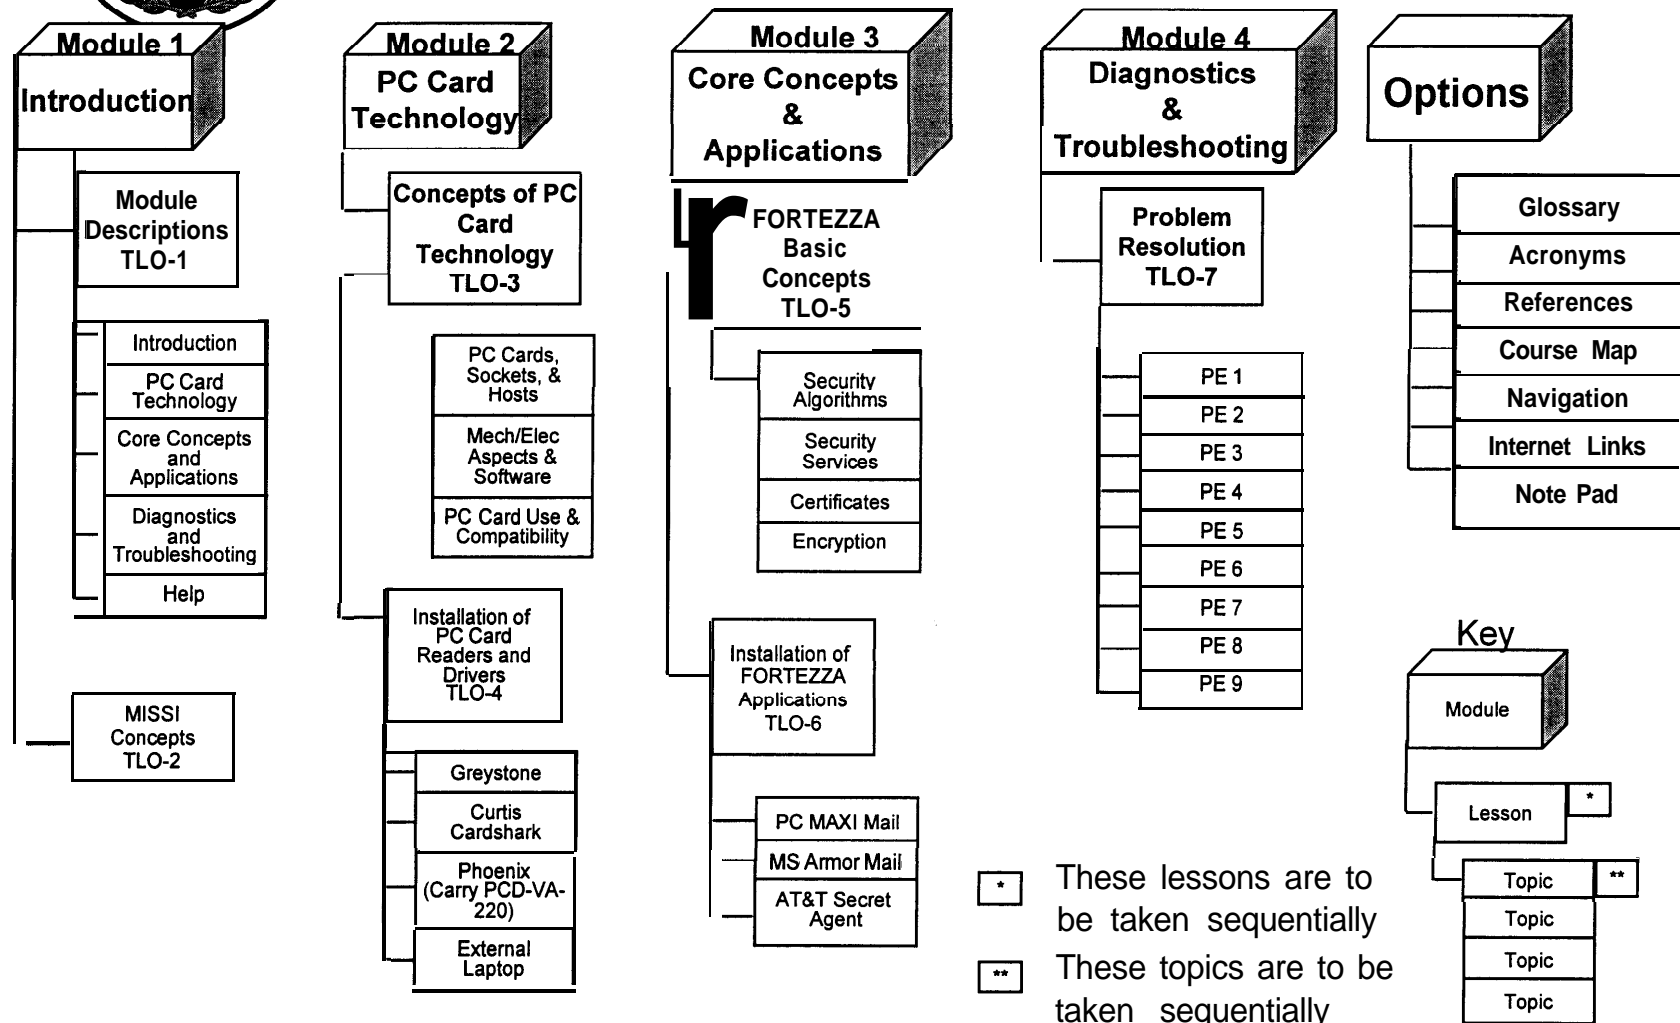 Module 1
Introduction
Module
Descriptions
TLO-1
Introduction
PC Card
Technology
Core Concepts
and
Applications
Diagnostics
and
Troubleshooting
Help
MISSI
Concepts
TLO-2
Module 2
PC Card
Technology
Concepts of PC
Card
Technology
TLO-3
PC Cards,
Sockets, &
Hosts
Mech/Elec
Aspects &
Software
PC Card Use &
Compatibility
Installation of
PC Card
Readers and
Drivers
TLO-4
Greystone
Curtis
Cardshark
Phoenix
(Carry PCD-VA-
220)
External
Laptop
Module 3
Core Concepts
&
Applications
r FORTEZZA
Basic
Concepts
TLO-5
Security
Algorithms
Security
Services
Certificates
Encryption
Installation of
FORTEZZA
Applications
TLO-6
PC MAXI Mail
MS Armor Mail
AT&T Secret
Agent
Module 4
Diagnostics
&
Troubleshooting
Problem
Resolution
TLO-7
PE 1
PE 2
PE 3
PE 4
PE 5
PE 6
PE 7
PE 8
PE 9
Options
Glossary
Acronyms
References
Course Map
Navigation
Internet Links
Note Pad
Key
Module
Lesson *
Topic **
Topic
Topic
Topic
* These lessons are to
be taken sequentially
** These topics are to be
taken sequentially